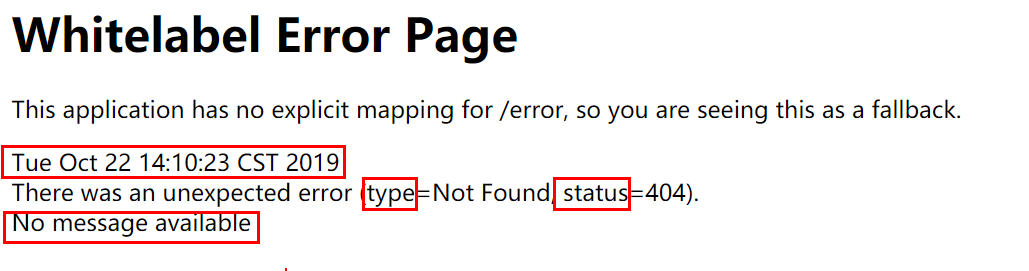 Whitelabel Error Page
This application has no explicit mapping for /error, so you are seeing this as a fallback.
Tue Oct 22 14:10:23 CST 2019
There was an unexpected error (type=Not Found, status=404).
No message available